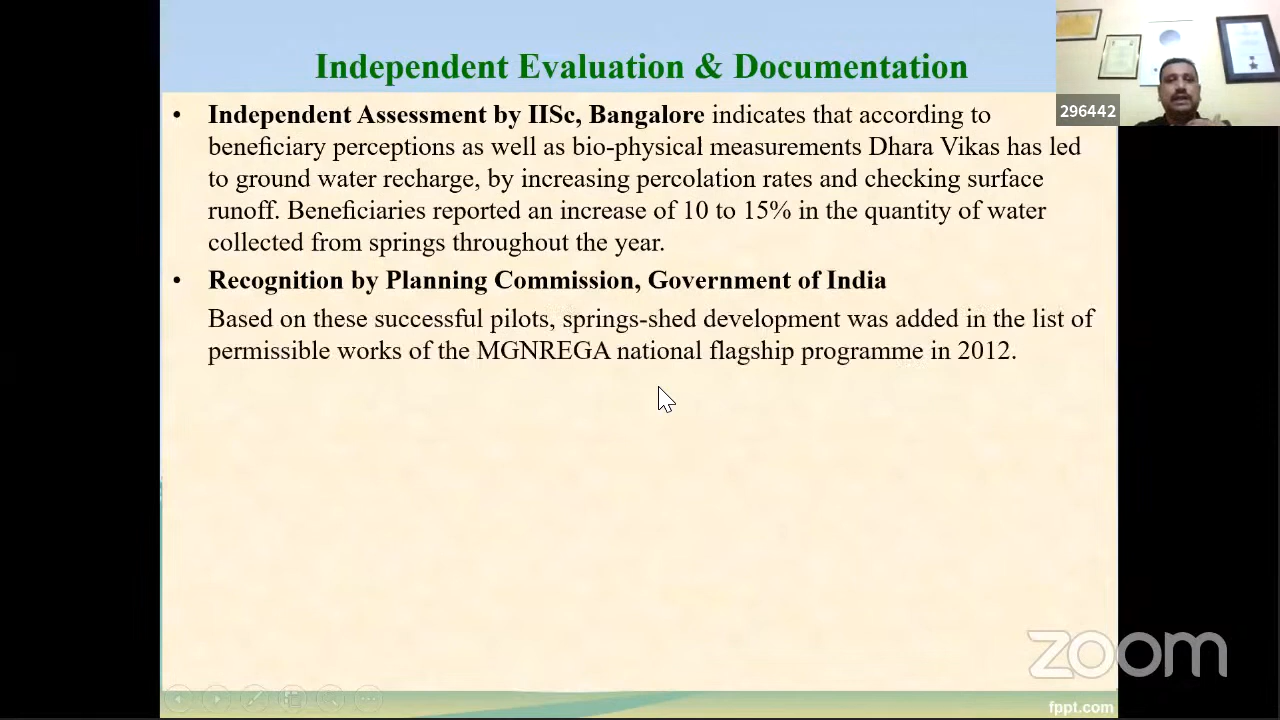 Independent Evaluation & Documentation
• Independent Assessment by IISc, Bangalore indicates that according to
beneficiary perceptions as well as bio-physical measurements Dhara Vikas has led
to ground water recharge, by increasing percolation rates and checking surface
runoff. Beneficiaries reported an increase of 10 to 15% in the quantity of water
collected from springs throughout the year.
• Recognition by Planning Commission, Government of India
Based on these successful pilots, springs-shed development was added in the list of
permissible works of the MGNREGA national flagship programme in 2012.
296442
zoom
fppt.com